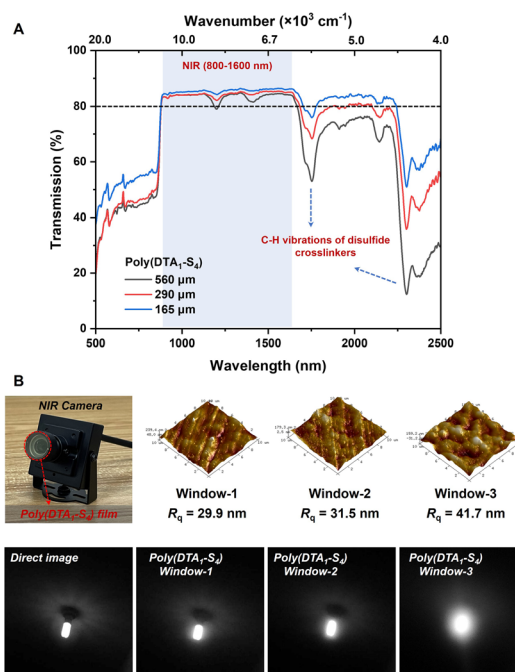 A
Wavenumber (×10³ cm⁻¹)
20.0 10.0 6.7 5.0 4.0
NIR (800-1600 nm)
100
80
60
40
20
0
Transmission (%)
C-H vibrations of disulfide
crosslinkers
Poly(DTA₁-S₄)
560 μm
290 μm
165 μm
500 1000 1500 2000 2500
Wavelength (nm)
B
NIR Camera
Poly(DTA₁-S₄) film
Window-1
Rq = 29.9 nm
Window-2
Rq = 31.5 nm
Window-3
Rq = 41.7 nm
Direct image
Poly(DTA₁-S₄)
Window-1
Poly(DTA₁-S₄)
Window-2
Poly(DTA₁-S₄)
Window-3